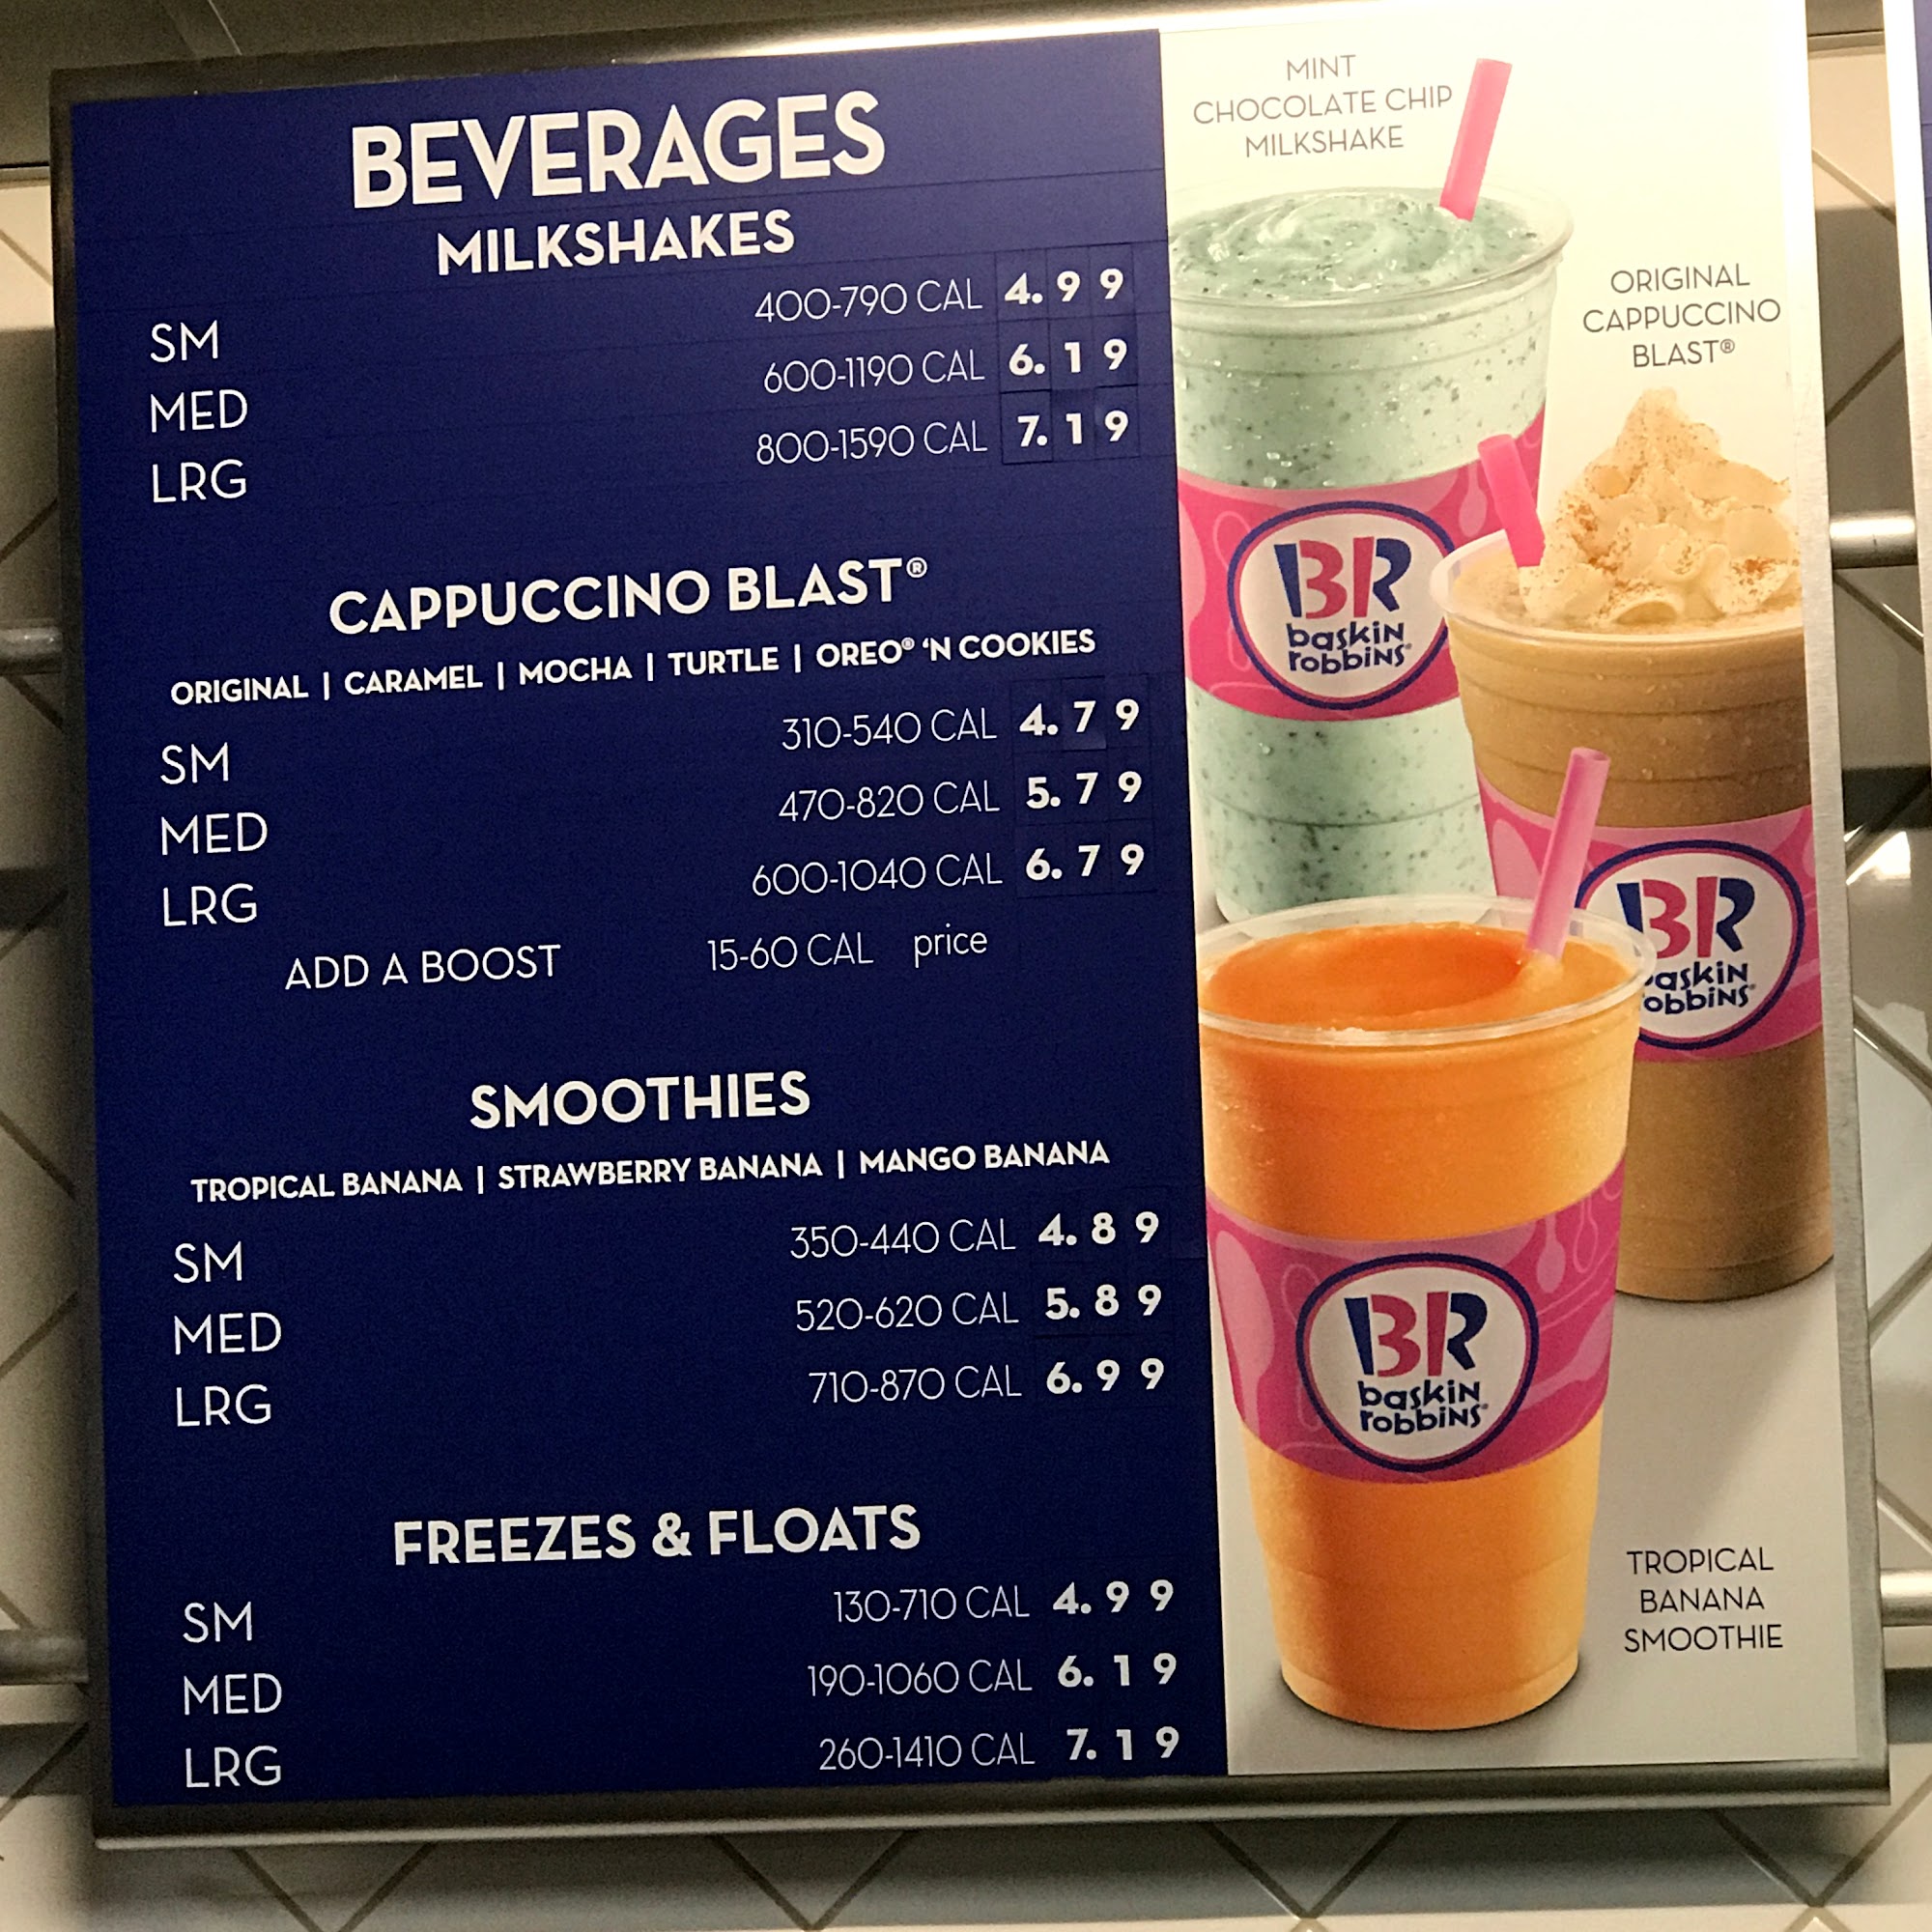 BEVERAGES
MILKSHAKES
SM 400-790 CAL 4.99
MED 600-1190 CAL 6.19
LRG 800-1590 CAL 7.19
CAPPUCCINO BLAST®
ORIGINAL | CARAMEL | MOCHA | TURTLE | OREO® ‘N COOKIES
SM 310-540 CAL 4.79
MED 470-820 CAL 5.79
LRG 600-1040 CAL 6.79
ADD A BOOST 15-60 CAL price
SMOOTHIES
TROPICAL BANANA | STRAWBERRY BANANA | MANGO BANANA
SM 350-440 CAL 4.89
MED 520-620 CAL 5.89
LRG 710-870 CAL 6.99
FREEZES & FLOATS
SM 130-710 CAL 4.99
MED 190-1060 CAL 6.19
LRG 260-1410 CAL 7.19
MINT
CHOCOLATE CHIP
MILKSHAKE
ORIGINAL
CAPPUCCINO
BLAST®
BR
baskin
robbins®
BR
baskin
robbins®
BR
baskin
robbins®
TROPICAL
BANANA
SMOOTHIE